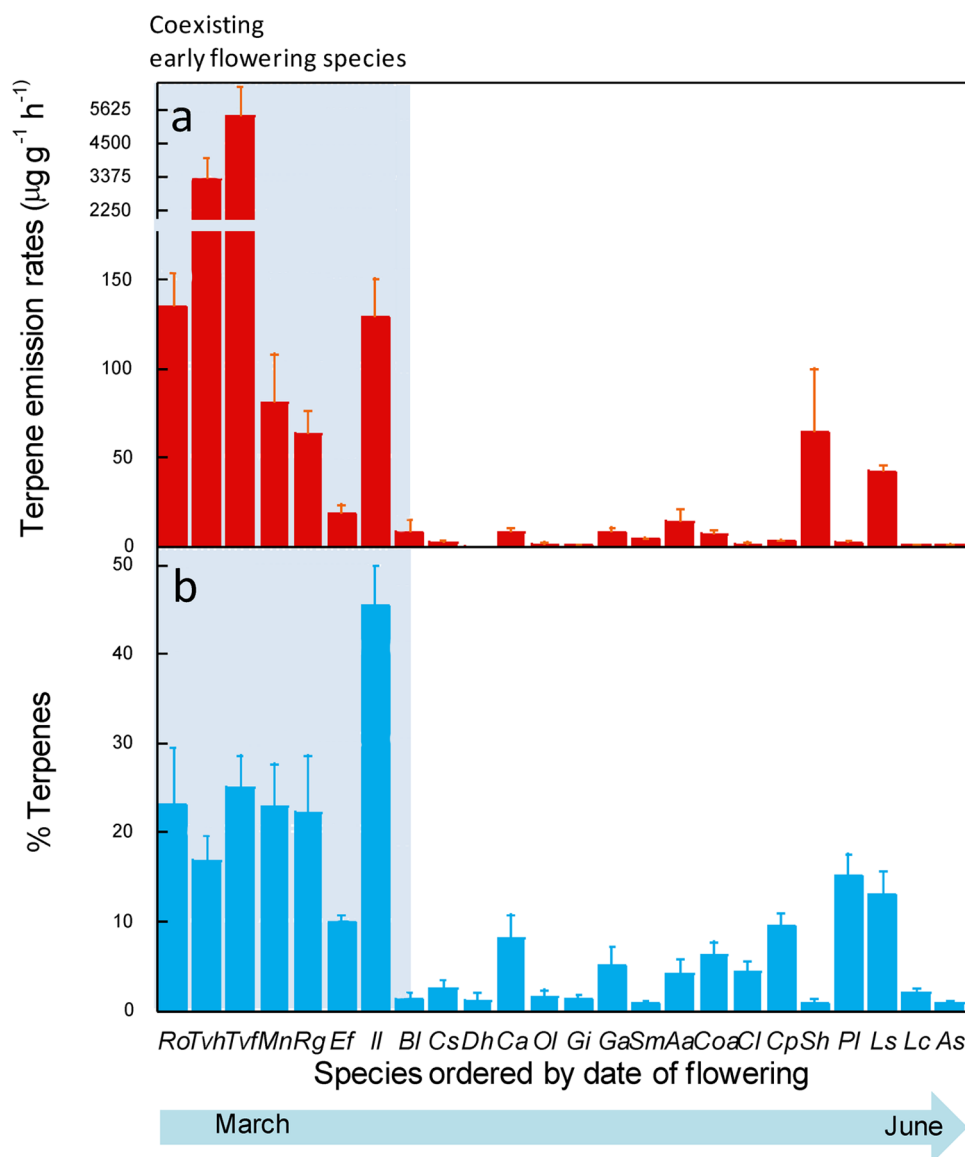 Coexisting
early flowering species
a
Terpene emission rates (µg g⁻¹ h⁻¹)
5625
4500
3375
2250
150
100
50
0
b
% Terpenes
50
40
30
20
10
0
Ro Tvh Tvf Mn Rg Ef Il Bl Cs Dh Ca Ol Gi Ga Sm Aa Coa Cl Cp Sh Pl Ls Lc As
Species ordered by date of flowering
March June